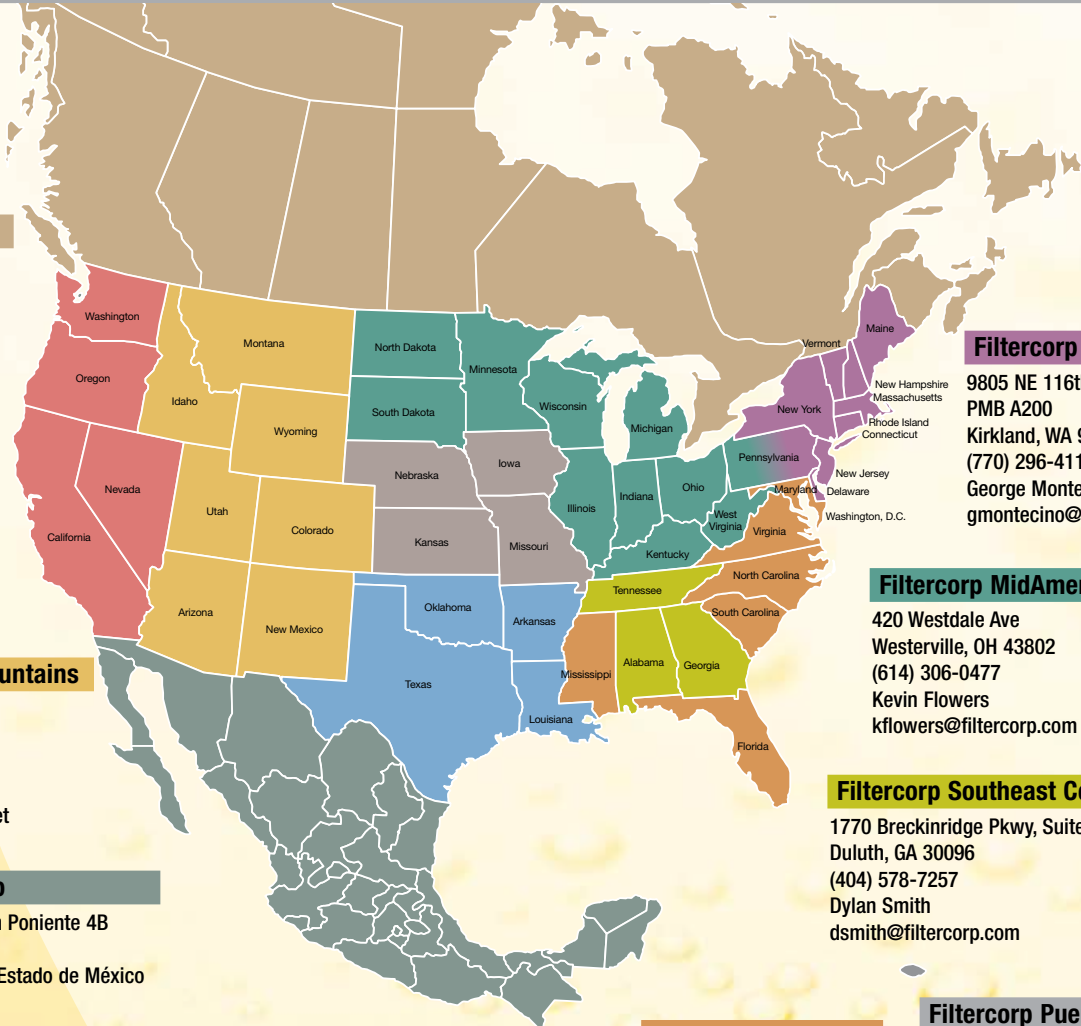 Washington
Montana
North Dakota
Minnesota
Oregon
Idaho
Wyoming
South Dakota
Wisconsin
Michigan
Vermont
Maine
New Hampshire
Massachusetts
New York
Rhode Island
Connecticut
Nevada
Utah
Colorado
Nebraska
Iowa
Pennsylvania
New Jersey
Maryland
Delaware
Washington, D.C.
California
Kansas
Missouri
Illinois
Indiana
Ohio
West
Virginia
Virginia
Kentucky
Arizona
New Mexico
Oklahoma
Arkansas
Tennessee
North Carolina
South Carolina
Texas
Louisiana
Mississippi
Alabama
Georgia
Florida
Filtercorp
9805 NE 116th
PMB A200
Kirkland, WA 9
(770) 296-411
George Monte
gmontecino@
Filtercorp MidAmer
420 Westdale Ave
Westerville, OH 43802
(614) 306-0477
Kevin Flowers
kflowers@filtercorp.com
Filtercorp Southeast Ce
1770 Breckinridge Pkwy, Suite
Duluth, GA 30096
(404) 578-7257
Dylan Smith
dsmith@filtercorp.com
Filtercorp Pue
untains
et
Poniente 4B
Estado de México